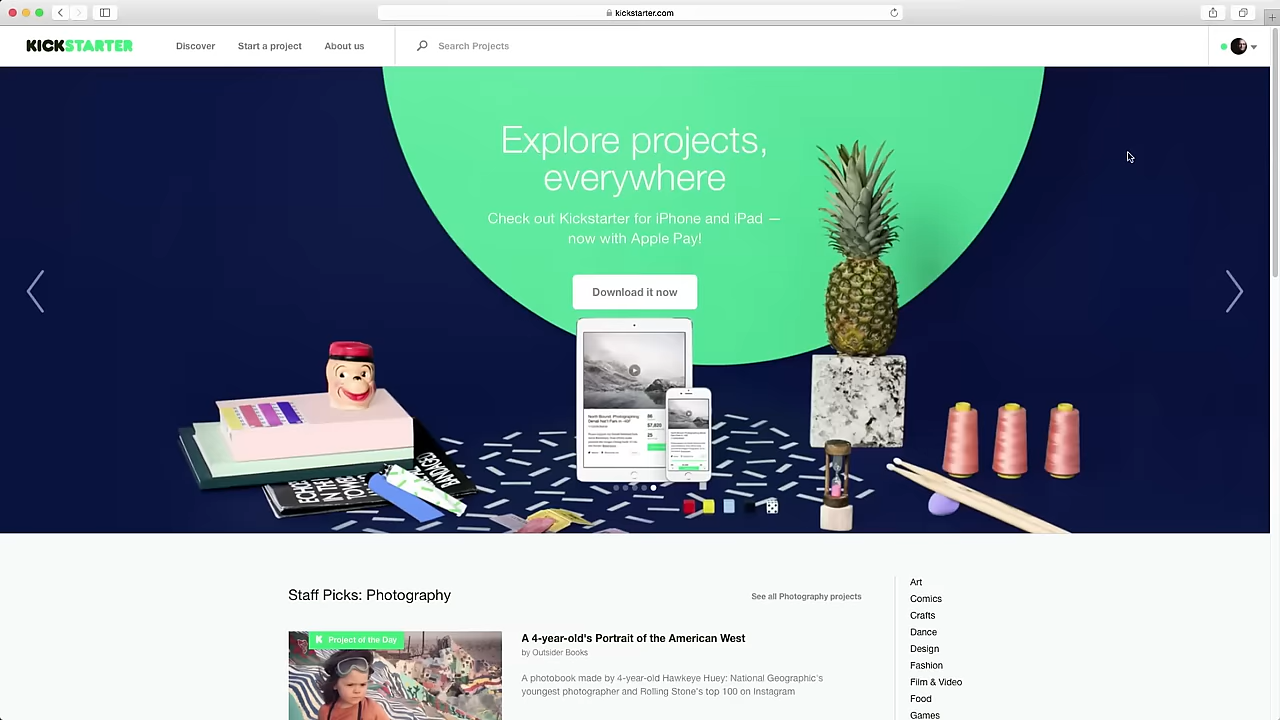 kickstarter.com
KICKSTARTER
Discover
Start a project
About us
Search Projects
Explore projects,
everywhere
Check out Kickstarter for iPhone and iPad —
now with Apple Pay!
Download it now
Staff Picks: Photography
See all Photography projects
Project of the Day
A 4-year-old's Portrait of the American West
by Outsider Books
A photobook made by 4-year-old Hawkeye Huey: National Geographic's
youngest photographer and Rolling Stone's top 100 on Instagram
Art
Comics
Crafts
Dance
Design
Fashion
Film & Video
Food
Games